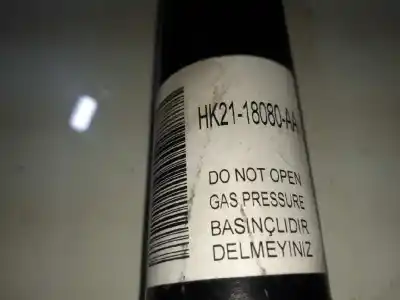 HK21-18080-AA
DO NOT OPEN
GAS PRESSURE
BASINÇLIDIR
DELMEYINIZ